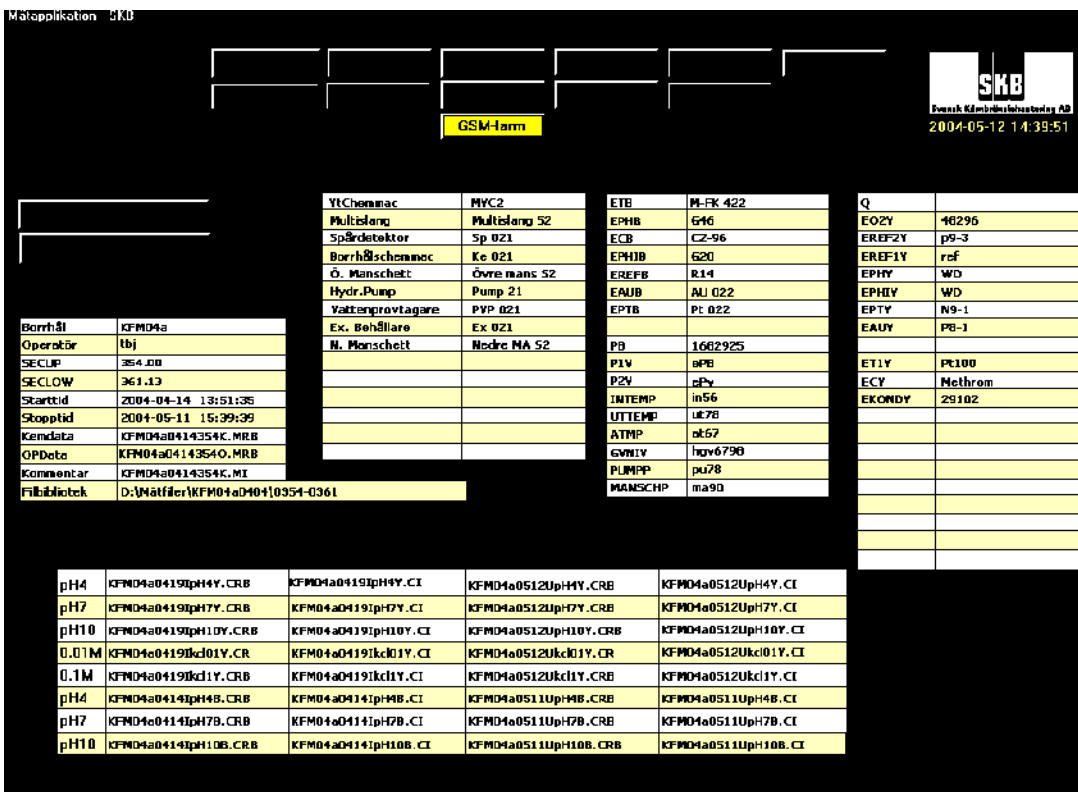 Mätapplikation SKB
SKB
Svensk Kärnbränslehantering AB
GSM-larm
2004-05-12 14:39:51
YtChemmac MYC2
Multislang Multislang S2
Spårdetektor Sp 021
Borrhålschemmac Kc 021
Ö. Manschett Övre mans S2
Hydr.Pump Pump 21
Vattenprovtagare PVP 021
Ex. Behållare Ex 021
N. Manschett Nedre MA S2
ETB M-FK 422
EPHB G46
ECB CZ-96
EPHIB G20
EREFB R14
EAUB AU 022
EPTB Pt 022
PB 1682925
P1V
P2V
INTEMP in56
UTTEMP ut78
ATMP at67
GVNIV hgv6798
PUMPP pu78
MANSCHP ma90
Q
EO2Y 48296
EREF2Y p9-3
EREF1Y ref
EPHY WD
EPHIY WD
EPTY N9-1
EAUY P8-1
ET1Y Pt100
ECY Methrom
EKONDY 29102
Borrhål KFM04a
Operatör tbj
SECUP 354.00
SECLOW 361.13
Starttid 2004-04-14 13:51:35
Stopptid 2004-05-11 15:39:39
Kemdata KFM04a0414354K.MRB
OPData KFM04a0414354O.MRB
Kommentar KFM04a0414354K.MI
Filbibliotek D:\Mätfiler\KFM04a0404\0354-0361
pH4 KFM04a0419IpH4Y.CRB KFM04a0419IpH4Y.CI KFM04a0512UpH4Y.CRB KFM04a0512UpH4Y.CI
pH7 KFM04a0419IpH7Y.CRB KFM04a0419IpH7Y.CI KFM04a0512UpH7Y.CRB KFM04a0512UpH7Y.CI
pH10 KFM04a0419IpH10Y.CRB KFM04a0419IpH10Y.CI KFM04a0512UpH10Y.CRB KFM04a0512UpH10Y.CI
0.01M KFM04a0419Ikcl01Y.CR KFM04a0419Ikcl01Y.CI KFM04a0512Ukcl01Y.CR KFM04a0512Ukcl01Y.CI
0.1M KFM04a0419Ikcl1Y.CRB KFM04a0419Ikcl1Y.CI KFM04a0512Ukcl1Y.CRB KFM04a0512Ukcl1Y.CI
pH4 KFM04a0414IpH4B.CRB KFM04a0414IpH4B.CI KFM04a0511UpH4B.CRB KFM04a0511UpH4B.CI
pH7 KFM04a0414IpH7B.CRB KFM04a0414IpH7B.CI KFM04a0511UpH7B.CRB KFM04a0511UpH7B.CI
pH10 KFM04a0414IpH10B.CRB KFM04a0414IpH10B.CI KFM04a0511UpH10B.CRB KFM04a0511UpH10B.CI